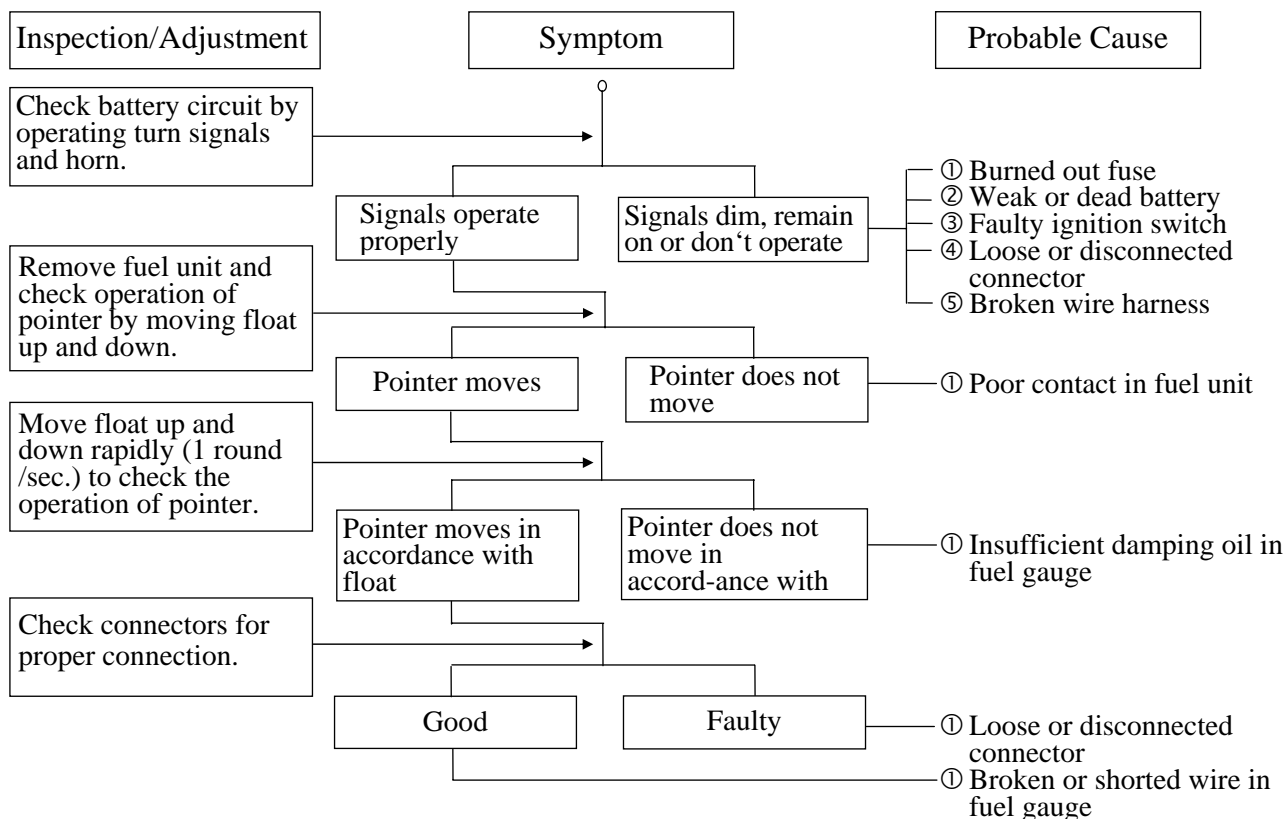 Inspection/Adjustment
Symptom
Probable Cause
Check battery circuit by
operating turn signals
and horn.
Signals operate
properly
Signals dim, remain
on or don‘t operate
① Burned out fuse
② Weak or dead battery
③ Faulty ignition switch
④ Loose or disconnected
connector
⑤ Broken wire harness
Remove fuel unit and
check operation of
pointer by moving float
up and down.
Pointer moves
Pointer does not
move
① Poor contact in fuel unit
Move float up and
down rapidly (1 round
/sec.) to check the
operation of pointer.
Pointer moves in
accordance with
float
Pointer does not
move in
accord-ance with
① Insufficient damping oil in
fuel gauge
Check connectors for
proper connection.
Good
Faulty
① Loose or disconnected
connector
① Broken or shorted wire in
fuel gauge